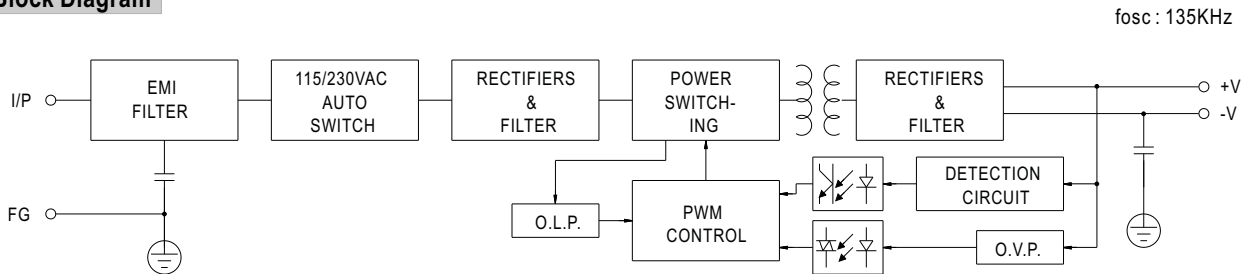 Block Diagram
fosc : 135KHz
I/P
EMI
FILTER
115/230VAC
AUTO
SWITCH
RECTIFIERS
&
FILTER
POWER
SWITCH-
ING
RECTIFIERS
&
FILTER
+V
-V
FG
O.L.P.
PWM
CONTROL
DETECTION
CIRCUIT
O.V.P.